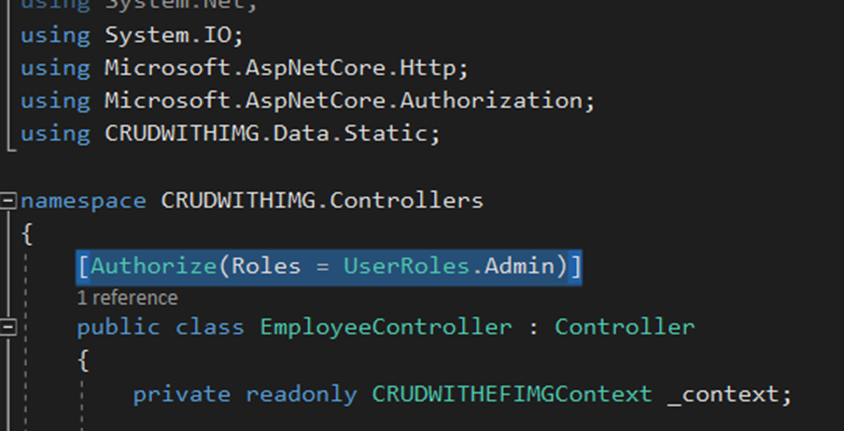 using System.Net;
using System.IO;
using Microsoft.AspNetCore.Http;
using Microsoft.AspNetCore.Authorization;
using CRUDWITHIMG.Data.Static;
namespace CRUDWITHIMG.Controllers
{
[Authorize(Roles = UserRoles.Admin)]
1 reference
public class EmployeeController : Controller
{
private readonly CRUDWITHEFIMGContext _context;